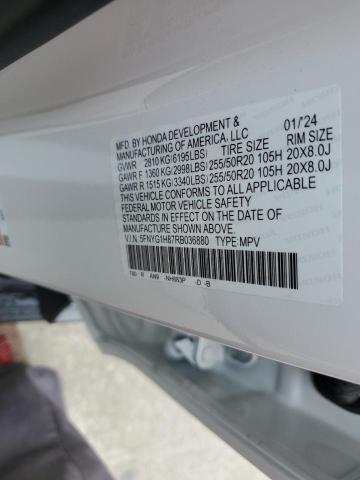 MFD. BY HONDA DEVELOPMENT & 01/'24
MANUFACTURING OF AMERICA, LLC
GVWR 2810 KG(6195LBS) TIRE SIZE RIM SIZE
GAWR F 1360 KG(2998LBS) 255/50R20 105H 20X8.0J
GAWR R 1515 KG(3340LBS) 255/50R20 105H 20X8.0J
THIS VEHICLE CONFORMS TO ALL APPLICABLE
FEDERAL MOTOR VEHICLE SAFETY
STANDARDS IN EFFECT ON THE DATE OF
MANUFACTURE SHOWN ABOVE.
V.I.N: 5FNYG1H87RB036880 TYPE: MPV
NH883P -D -B